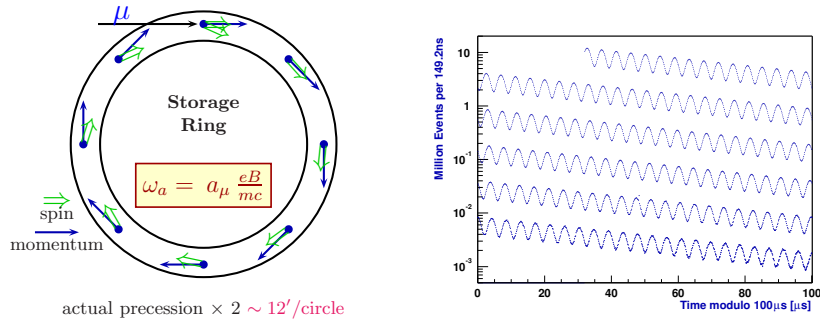 μ
Storage
Ring
ω_a = a_μ eB/mc
⇒
spin
momentum
actual precession × 2 ∼ 12′/circle
Million Events per 149.2ns
10
1
10⁻¹
10⁻²
10⁻³
0 20 40 60 80 100
Time modulo 100μs [μs]